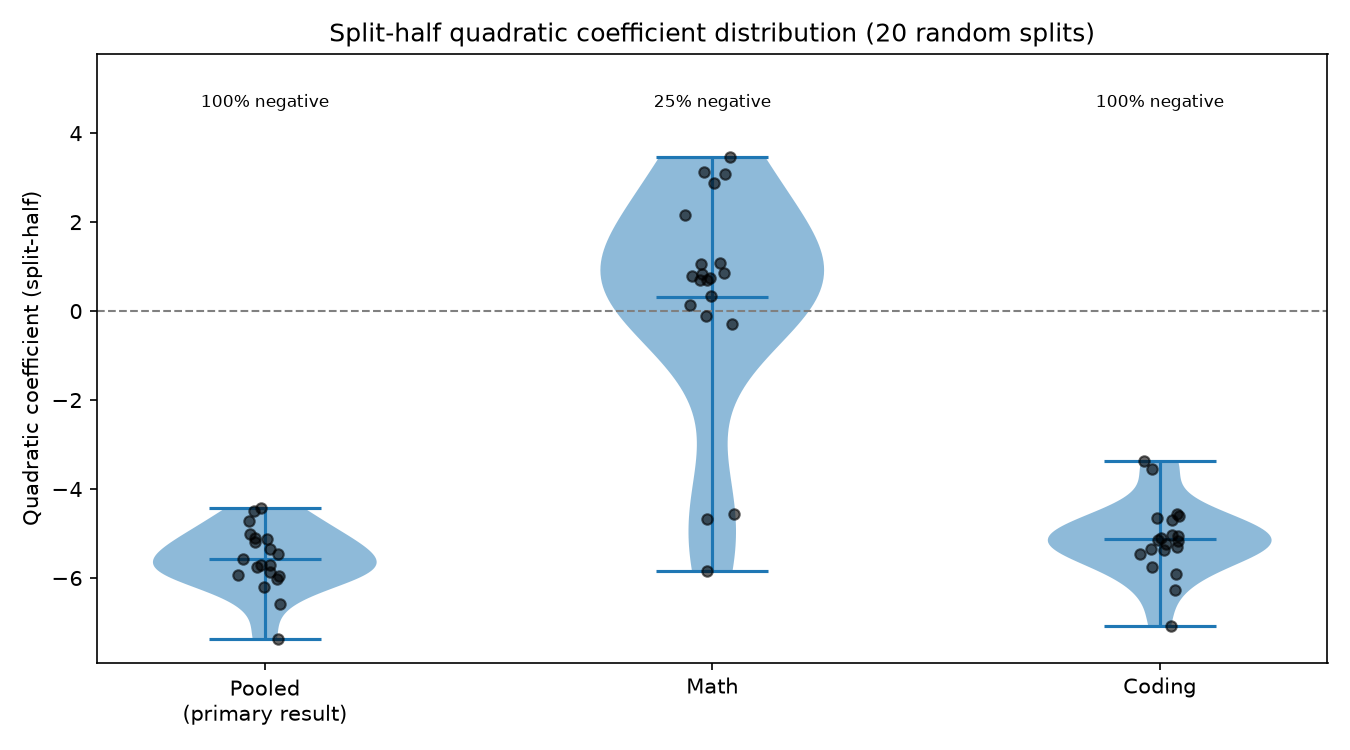 Split-half quadratic coefficient distribution (20 random splits)
100% negative
25% negative
100% negative
Quadratic coefficient (split-half)
4
2
0
−2
−4
−6
Pooled
(primary result)
Math
Coding